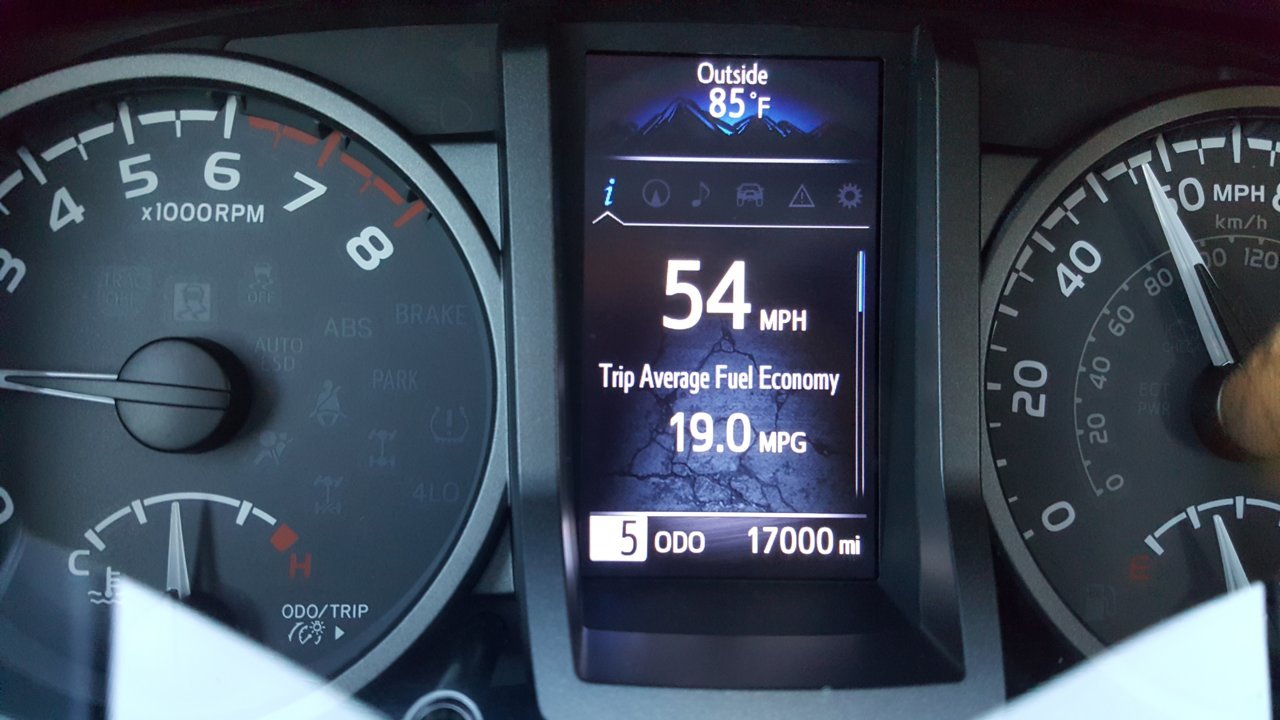 Outside
85°F
i
54 MPH
Trip Average Fuel Economy
19.0 MPG
5 ODO 17000 mi
3 4 5 6 7 8
x1000RPM
ABS
BRAKE
AUTO
LSD
OFF
PARK
4LO
C H
ODO/TRIP
0 20 40 50 MPH
km/h
0 20 40 60 80 100 120
E